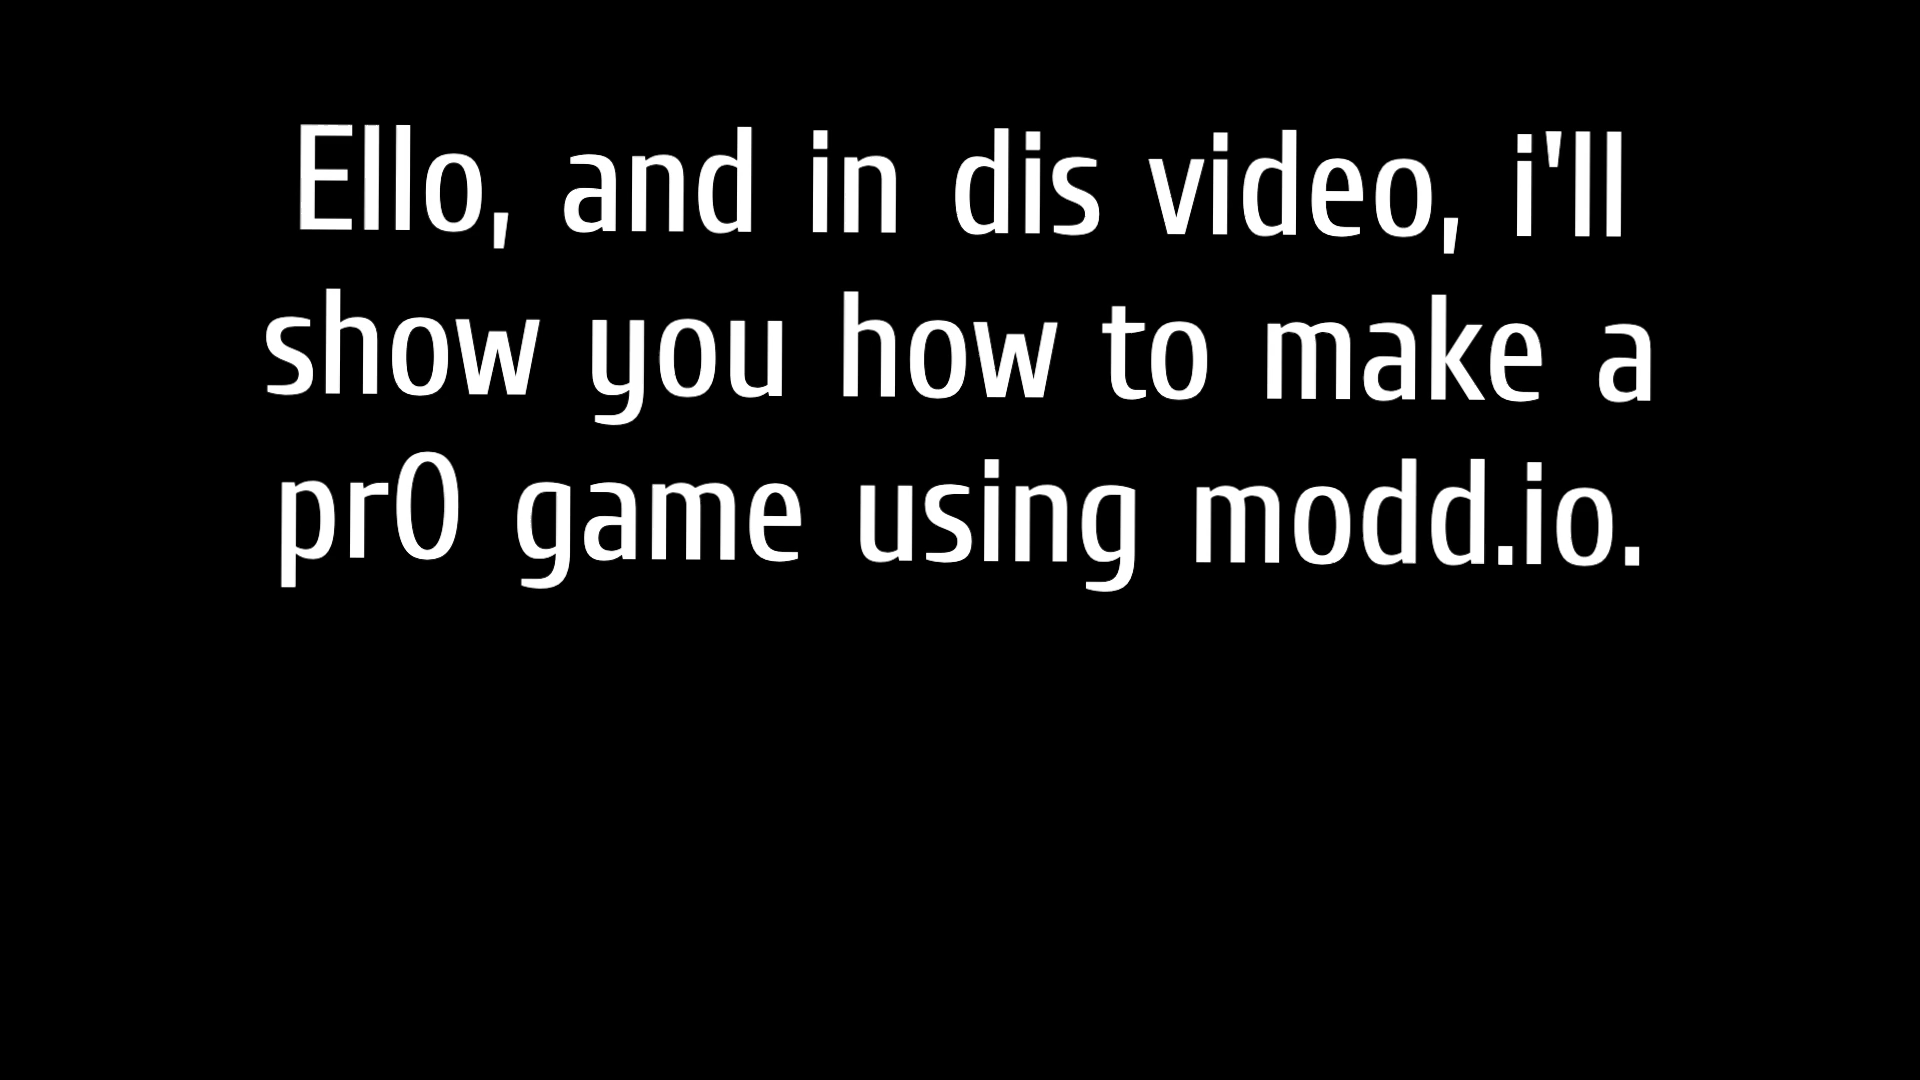 Ello, and in dis video, i'll
show you how to make a
pr0 game using modd.io.